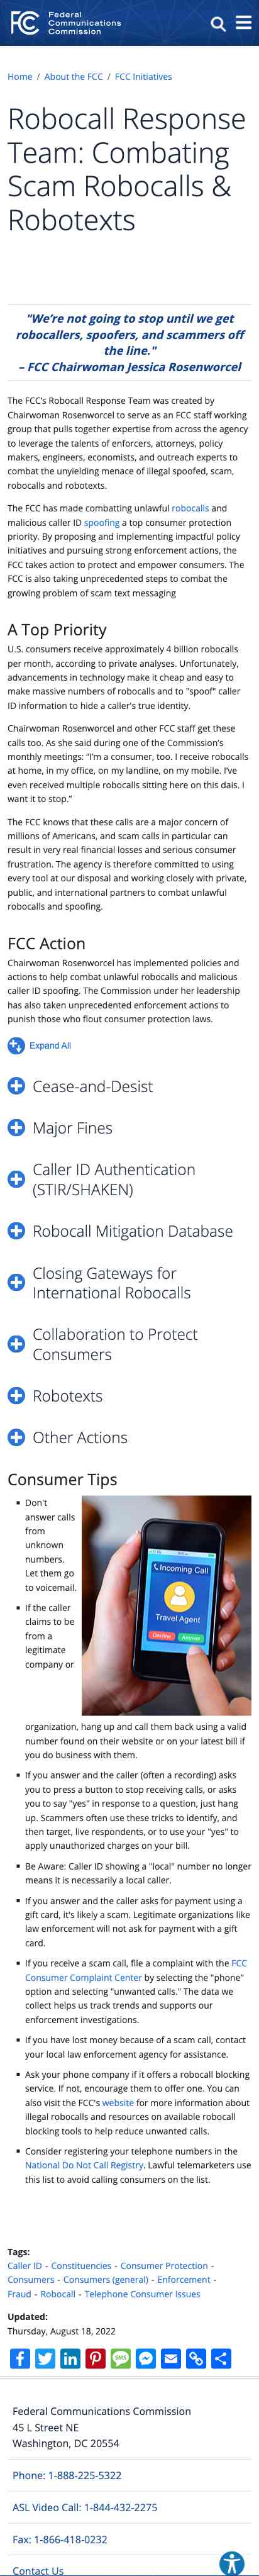 Federal
Communications
Commission
Home / About the FCC / FCC Initiatives
Robocall Response
Team: Combating
Scam Robocalls &
Robotexts
"We're not going to stop until we get
robocallers, spoofers, and scammers off
the line."
– FCC Chairwoman Jessica Rosenworcel
The FCC's Robocall Response Team was created by
Chairwoman Rosenworcel to serve as an FCC staff working
group that pulls together expertise from across the agency
to leverage the talents of enforcers, attorneys, policy
makers, engineers, economists, and outreach experts to
combat the unyielding menace of illegal spoofed, scam,
robocalls and robotexts.
The FCC has made combatting unlawful robocalls and
malicious caller ID spoofing a top consumer protection
priority. By proposing and implementing impactful policy
initiatives and pursuing strong enforcement actions, the
FCC takes action to protect and empower consumers. The
FCC is also taking unprecedented steps to combat the
growing problem of scam text messaging
A Top Priority
U.S. consumers receive approximately 4 billion robocalls
per month, according to private analyses. Unfortunately,
advancements in technology make it cheap and easy to
make massive numbers of robocalls and to "spoof" caller
ID information to hide a caller's true identity.
Chairwoman Rosenworcel and other FCC staff get these
calls too. As she said during one of the Commission's
monthly meetings: "I'm a consumer, too. I receive robocalls
at home, in my office, on my landline, on my mobile. I've
even received multiple robocalls sitting here on this dais. I
want it to stop."
The FCC knows that these calls are a major concern of
millions of Americans, and scam calls in particular can
result in very real financial losses and serious consumer
frustration. The agency is therefore committed to using
every tool at our disposal and working closely with private,
public, and international partners to combat unlawful
robocalls and spoofing.
FCC Action
Chairwoman Rosenworcel has implemented policies and
actions to help combat unlawful robocalls and malicious
caller ID spoofing. The Commission under her leadership
has also taken unprecedented enforcement actions to
punish those who flout consumer protection laws.
Expand All
Cease-and-Desist
Major Fines
Caller ID Authentication
(STIR/SHAKEN)
Robocall Mitigation Database
Closing Gateways for
International Robocalls
Collaboration to Protect
Consumers
Robotexts
Other Actions
Consumer Tips
Don't
answer calls
from
unknown
numbers.
Let them go
to voicemail.
If the caller
claims to be
from a
legitimate
company or
Incoming Call
Travel Agent
Decline
Answer
organization, hang up and call them back using a valid
number found on their website or on your latest bill if
you do business with them.
If you answer and the caller (often a recording) asks
you to press a button to stop receiving calls, or asks
you to say "yes" in response to a question, just hang
up. Scammers often use these tricks to identify, and
then target, live respondents, or to use your "yes" to
apply unauthorized charges on your bill.
Be Aware: Caller ID showing a "local" number no longer
means it is necessarily a local caller.
If you answer and the caller asks for payment using a
gift card, it's likely a scam. Legitimate organizations like
law enforcement will not ask for payment with a gift
card.
If you receive a scam call, file a complaint with the FCC
Consumer Complaint Center by selecting the "phone"
option and selecting "unwanted calls." The data we
collect helps us track trends and supports our
enforcement investigations.
If you have lost money because of a scam call, contact
your local law enforcement agency for assistance.
Ask your phone company if it offers a robocall blocking
service. If not, encourage them to offer one. You can
also visit the FCC's website for more information about
illegal robocalls and resources on available robocall
blocking tools to help reduce unwanted calls.
Consider registering your telephone numbers in the
National Do Not Call Registry. Lawful telemarketers use
this list to avoid calling consumers on the list.
Tags:
Caller ID - Constituencies - Consumer Protection -
Consumers - Consumers (general) - Enforcement -
Fraud - Robocall - Telephone Consumer Issues
Updated:
Thursday, August 18, 2022
SMS
Federal Communications Commission
45 L Street NE
Washington, DC 20554
Phone: 1-888-225-5322
ASL Video Call: 1-844-432-2275
Fax: 1-866-418-0232
Contact Us